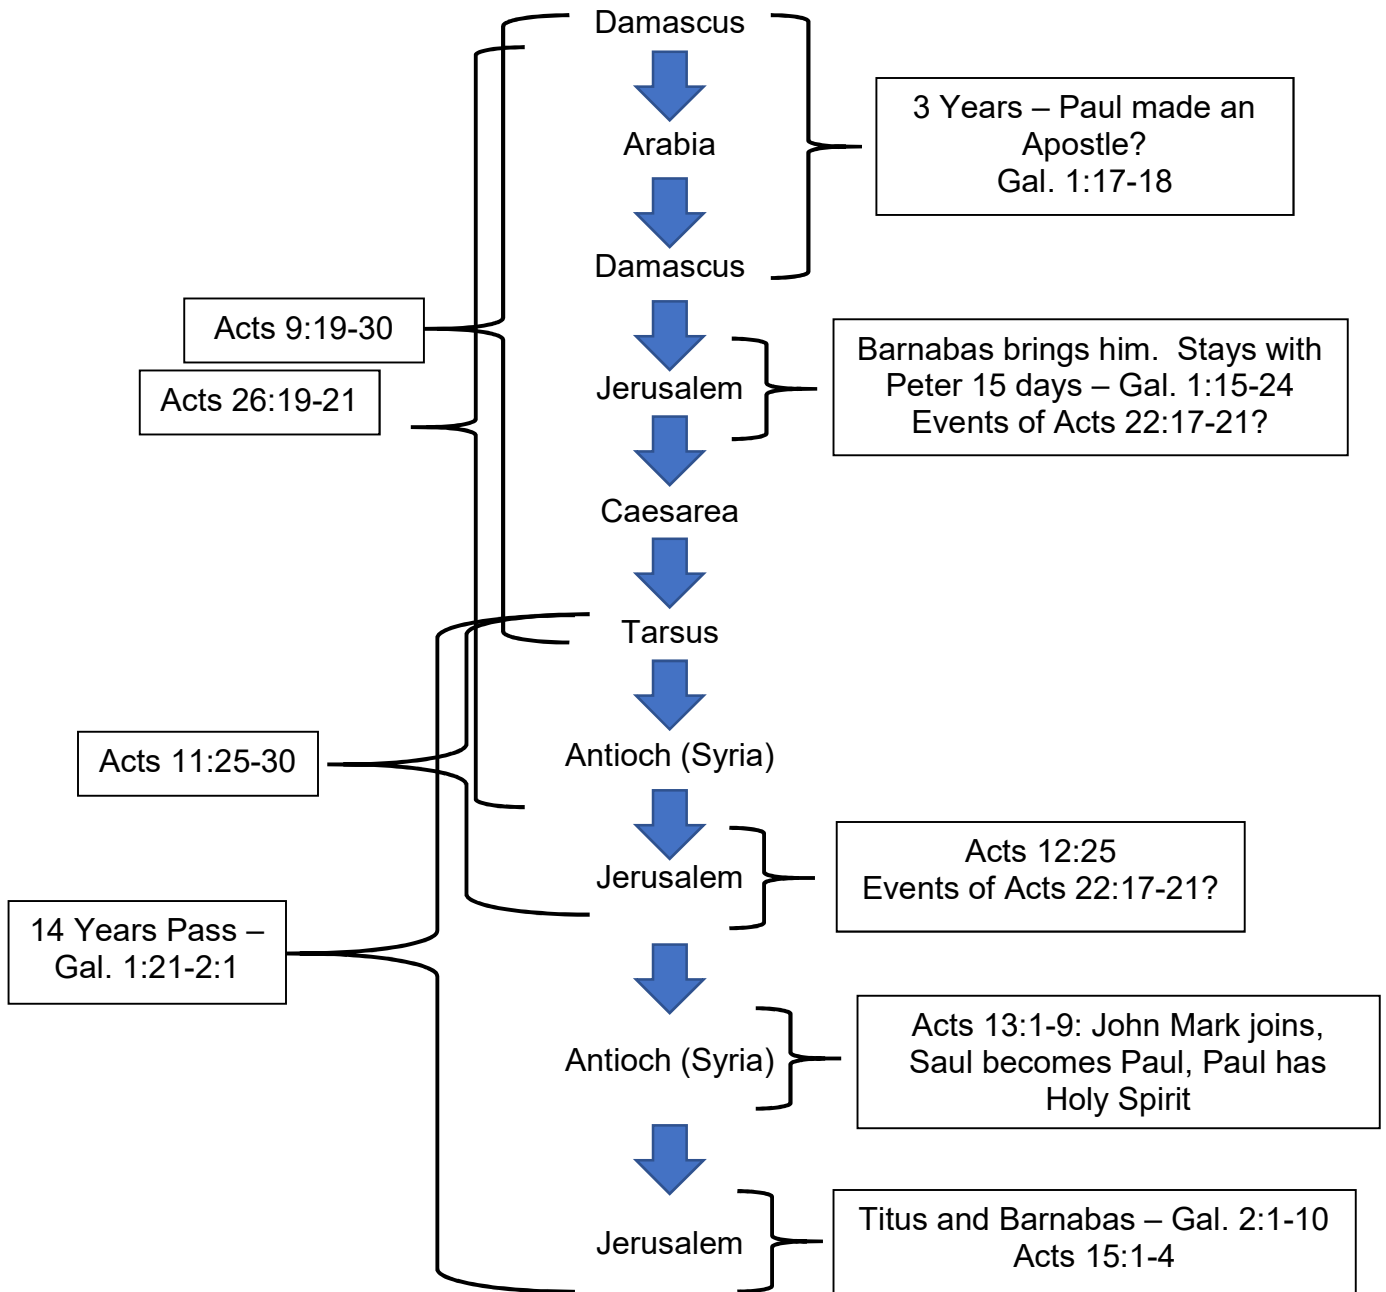 Damascus
3 Years – Paul made an
Apostle?
Gal. 1:17-18
Arabia
Damascus
Acts 9:19-30
Acts 26:19-21
Barnabas brings him.  Stays with
Peter 15 days – Gal. 1:15-24
Events of Acts 22:17-21?
Jerusalem
Caesarea
Tarsus
Antioch (Syria)
Acts 11:25-30
Jerusalem
Acts 12:25
Events of Acts 22:17-21?
14 Years Pass –
Gal. 1:21-2:1
Antioch (Syria)
Acts 13:1-9: John Mark joins,
Saul becomes Paul, Paul has
Holy Spirit
Jerusalem
Titus and Barnabas – Gal. 2:1-10
Acts 15:1-4